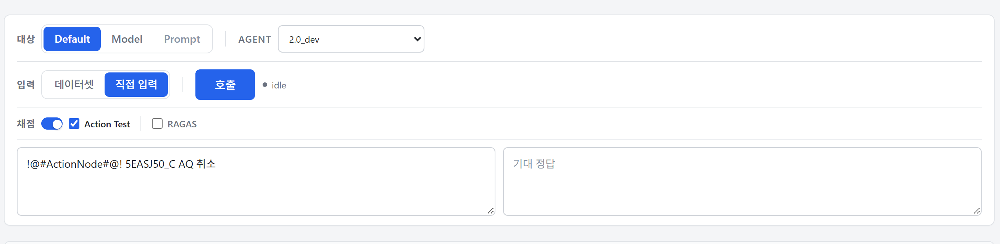 대상 Default Model Prompt AGENT 2.0_dev
입력 데이터셋 직접 입력 호출 idle
채점 Action Test RAGAS
!@#ActionNode#@! 5EASJ50_C AQ 취소
기대 정답